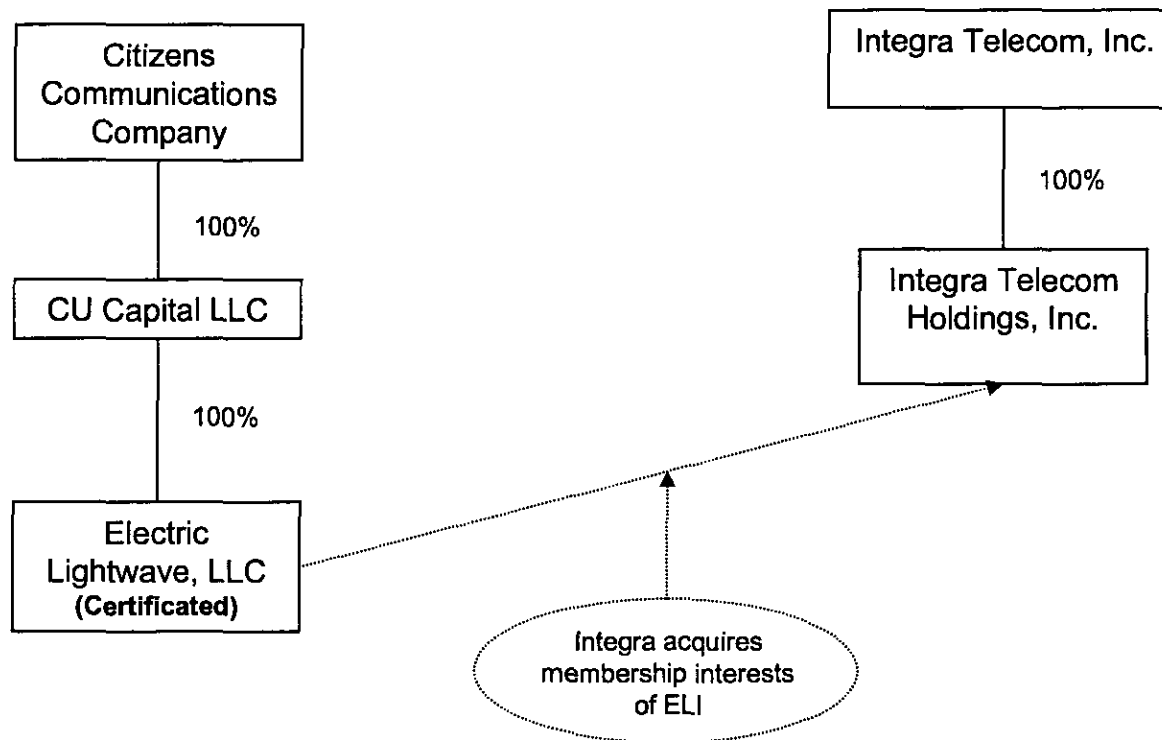 Citizens
Communications
Company
100%
CU Capital LLC
100%
Electric
Lightwave, LLC
(Certificated)
Integra Telecom, Inc.
100%
Integra Telecom
Holdings, Inc.
Integra acquires
membership interests
of ELI